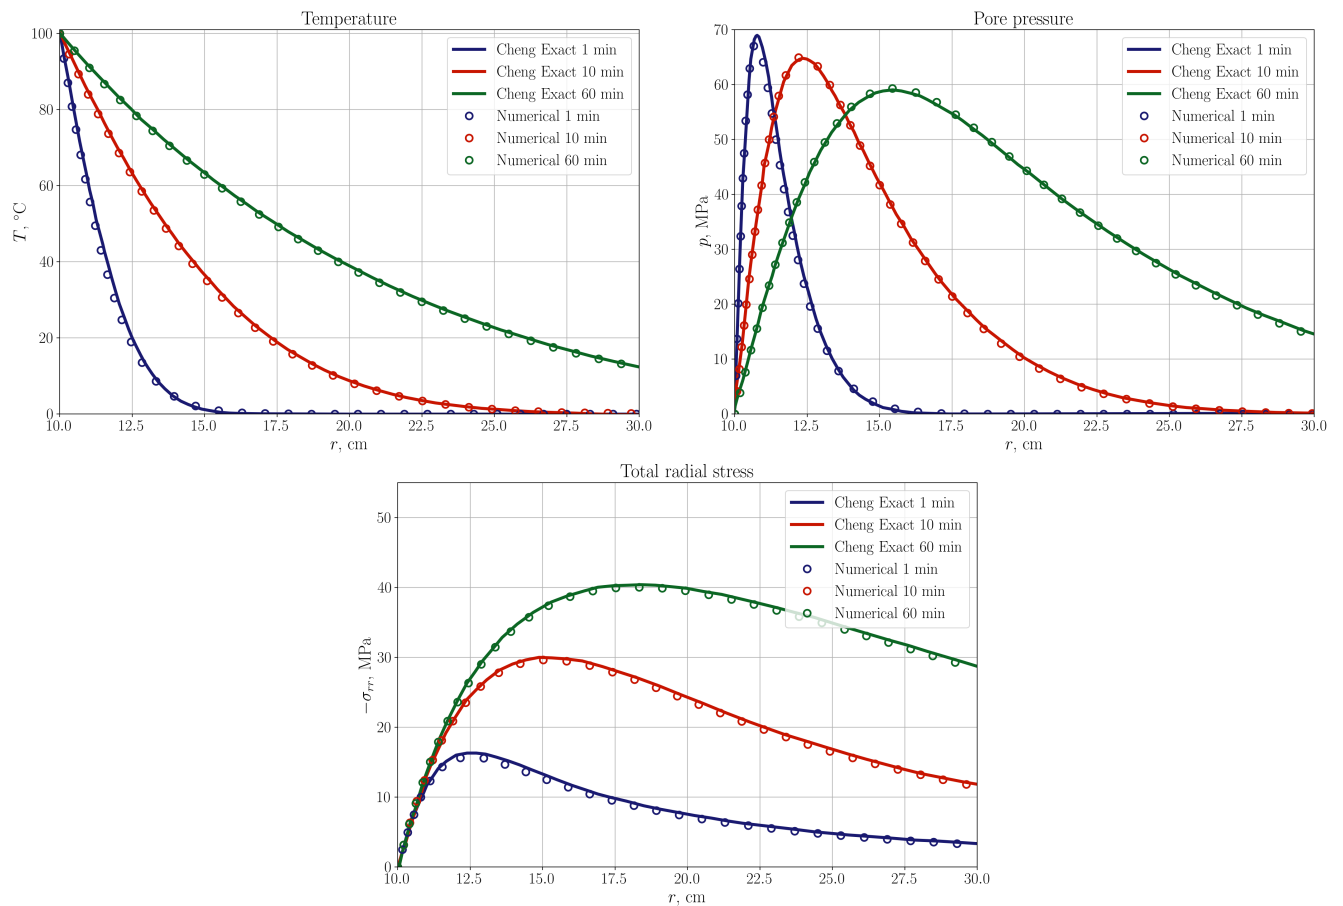 Temperature
100
80
60
40
20
0
T, °C
10.0 12.5 15.0 17.5 20.0 22.5 25.0 27.5 30.0
r, cm
Cheng Exact 1 min
Cheng Exact 10 min
Cheng Exact 60 min
Numerical 1 min
Numerical 10 min
Numerical 60 min
Pore pressure
70
60
50
40
30
20
10
0
p, MPa
10.0 12.5 15.0 17.5 20.0 22.5 25.0 27.5 30.0
r, cm
Cheng Exact 1 min
Cheng Exact 10 min
Cheng Exact 60 min
Numerical 1 min
Numerical 10 min
Numerical 60 min
Total radial stress
50
40
30
20
10
0
−σrr, MPa
10.0 12.5 15.0 17.5 20.0 22.5 25.0 27.5 30.0
r, cm
Cheng Exact 1 min
Cheng Exact 10 min
Cheng Exact 60 min
Numerical 1 min
Numerical 10 min
Numerical 60 min